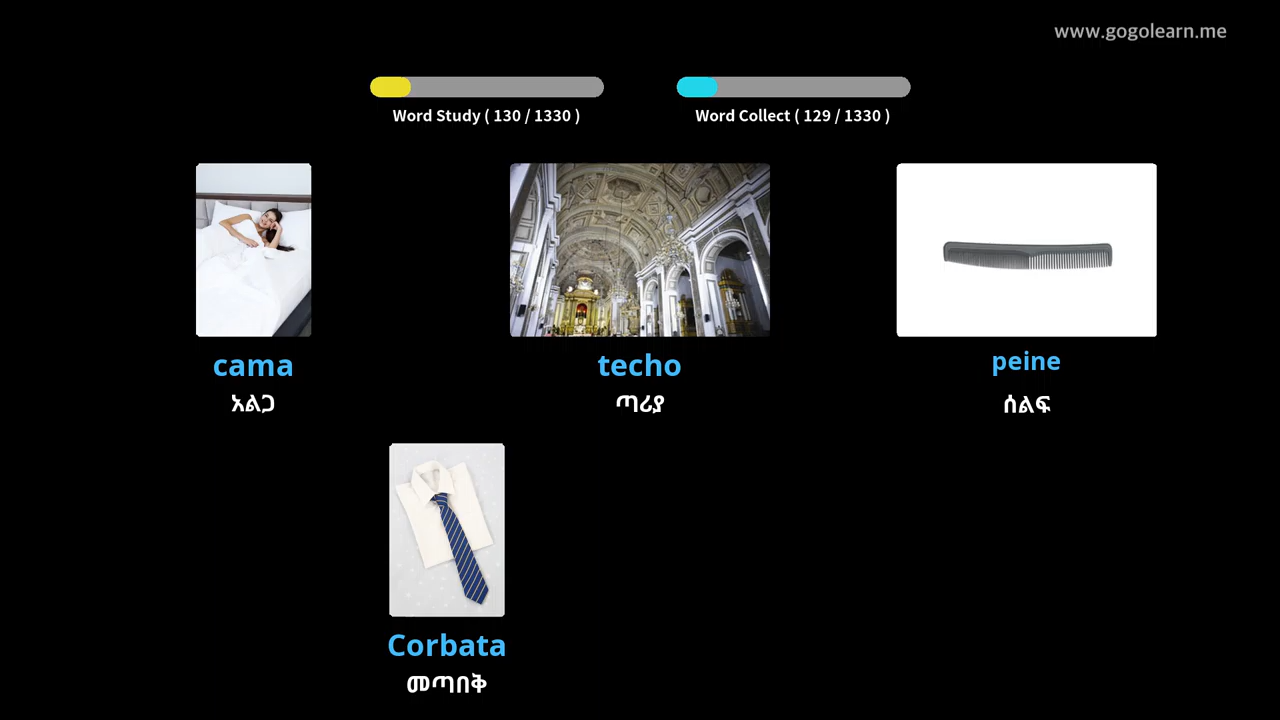 www.gogolearn.me
Word Study ( 130 / 1330 )
Word Collect ( 129 / 1330 )
cama
አልጋ
techo
ጣሪያ
peine
ሰልፍ
Corbata
መጣበቅ